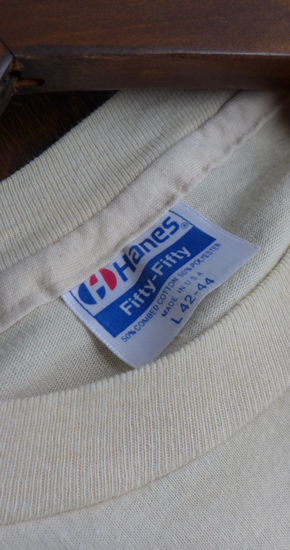 Hanes®
Fifty-Fifty
50% COMBED COTTON 50% POLYESTER
MADE IN U.S.A.
L 42-44